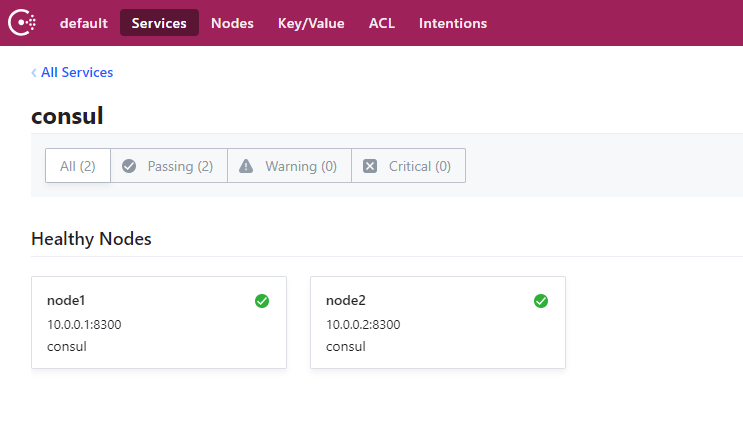 default Services Nodes Key/Value ACL Intentions
‹ All Services
consul
All (2) Passing (2) Warning (0) Critical (0)
Healthy Nodes
node1 node2
10.0.0.1:8300 10.0.0.2:8300
consul consul